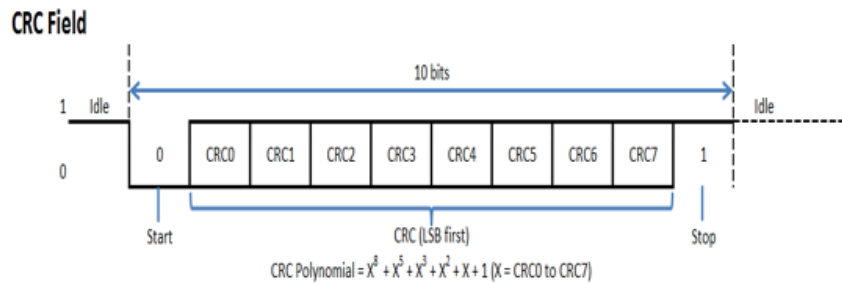 CRC Field
10 bits
1 Idle Idle
0 CRC0 CRC1 CRC2 CRC3 CRC4 CRC5 CRC6 CRC7 1
0
Start CRC (LSB first) Stop
CRC Polynomial = X⁸ + X⁵ + X³ + X² + X + 1 (X = CRC0 to CRC7)